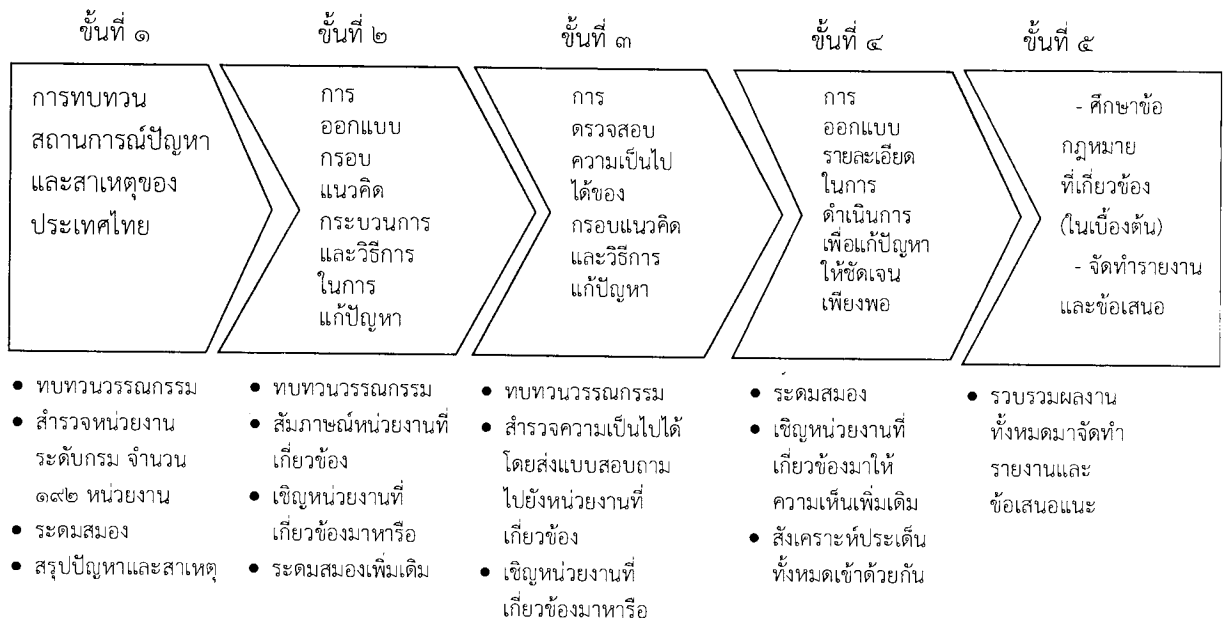 ขั้นที่ ๑
ขั้นที่ ๒
ขั้นที่ ๓
ขั้นที่ ๔
ขั้นที่ ๕
การทบทวน
สถานการณ์ปัญหา
และสาเหตุของ
ประเทศไทย
การ
ออกแบบ
กรอบ
แนวคิด
กระบวนการ
และวิธีการ
ในการ
แก้ปัญหา
การ
ตรวจสอบ
ความเป็นไป
ได้ของ
กรอบแนวคิด
และวิธีการ
แก้ปัญหา
การ
ออกแบบ
รายละเอียด
ในการ
ดำเนินการ
เพื่อแก้ปัญหา
ให้ชัดเจน
เพียงพอ
- ศึกษาข้อ
กฎหมาย
ที่เกี่ยวข้อง
(ในเบื้องต้น)
- จัดทำรายงาน
และข้อเสนอ
● ทบทวนวรรณกรรม
● สำรวจหน่วยงาน
ระดับกรม จำนวน
๑๙๒ หน่วยงาน
● ระดมสมอง
● สรุปปัญหาและสาเหตุ
● ทบทวนวรรณกรรม
● สัมภาษณ์หน่วยงานที่
เกี่ยวข้อง
● เชิญหน่วยงานที่
เกี่ยวข้องมาหารือ
● ระดมสมองเพิ่มเติม
● ทบทวนวรรณกรรม
● สำรวจความเป็นไปได้
โดยส่งแบบสอบถาม
ไปยังหน่วยงานที่
เกี่ยวข้อง
● เชิญหน่วยงานที่
เกี่ยวข้องมาหารือ
● ระดมสมอง
● เชิญหน่วยงานที่
เกี่ยวข้องมาให้
ความเห็นเพิ่มเติม
● สังเคราะห์ประเด็น
ทั้งหมดเข้าด้วยกัน
● รวบรวมผลงาน
ทั้งหมดมาจัดทำ
รายงานและ
ข้อเสนอแนะ